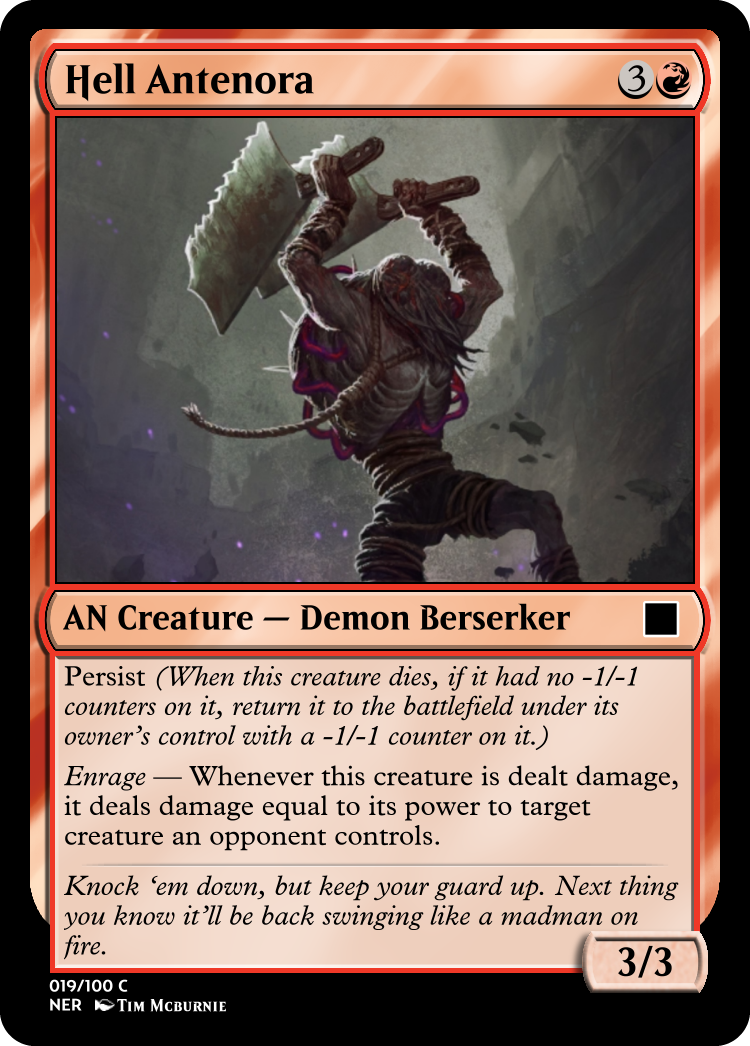 Hell Antenora 3
AN Creature — Demon Berserker
Persist (When this creature dies, if it had no -1/-1
counters on it, return it to the battlefield under its
owner's control with a -1/-1 counter on it.)
Enrage — Whenever this creature is dealt damage,
it deals damage equal to its power to target
creature an opponent controls.
Knock ‘em down, but keep your guard up. Next thing
you know it’ll be back swinging like a madman on
fire.
3/3
019/100 C
NER Tim Mcburnie